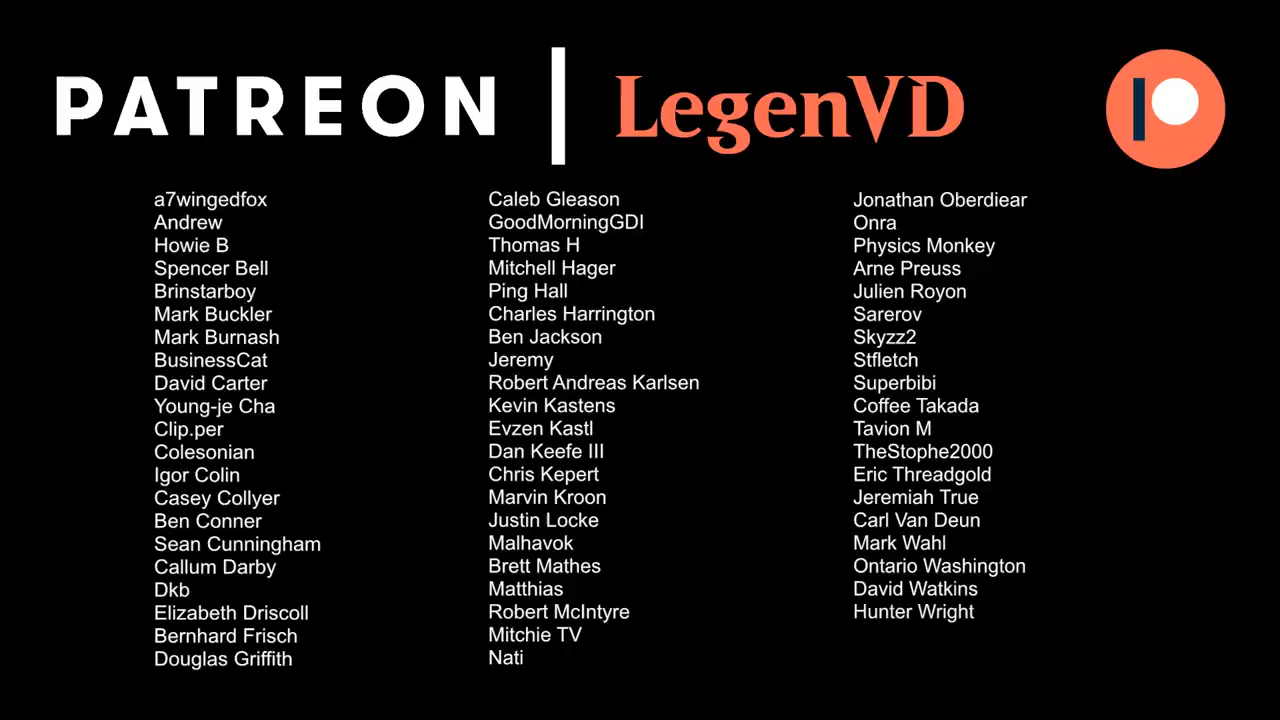 PATREON | LegenVD
a7wingedfox
Andrew
Howie B
Spencer Bell
Brinstarboy
Mark Buckler
Mark Burnash
BusinessCat
David Carter
Young-je Cha
Clip.per
Colesonian
Igor Colin
Casey Collyer
Ben Conner
Sean Cunningham
Callum Darby
Dkb
Elizabeth Driscoll
Bernhard Frisch
Douglas Griffith
Caleb Gleason
GoodMorningGDI
Thomas H
Mitchell Hager
Ping Hall
Charles Harrington
Ben Jackson
Jeremy
Robert Andreas Karlsen
Kevin Kastens
Evzen Kastl
Dan Keefe III
Chris Kepert
Marvin Kroon
Justin Locke
Malhavok
Brett Mathes
Matthias
Robert McIntyre
Mitchie TV
Nati
Jonathan Oberdiear
Onra
Physics Monkey
Arne Preuss
Julien Royon
Sarerov
Skyzz2
Stfletch
Superbibi
Coffee Takada
Tavion M
TheStophe2000
Eric Threadgold
Jeremiah True
Carl Van Deun
Mark Wahl
Ontario Washington
David Watkins
Hunter Wright